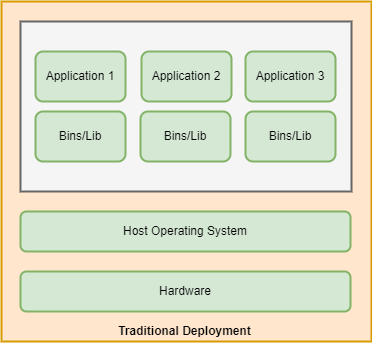 Application 1 Application 2 Application 3
Bins/Lib Bins/Lib Bins/Lib
Host Operating System
Hardware
Traditional Deployment